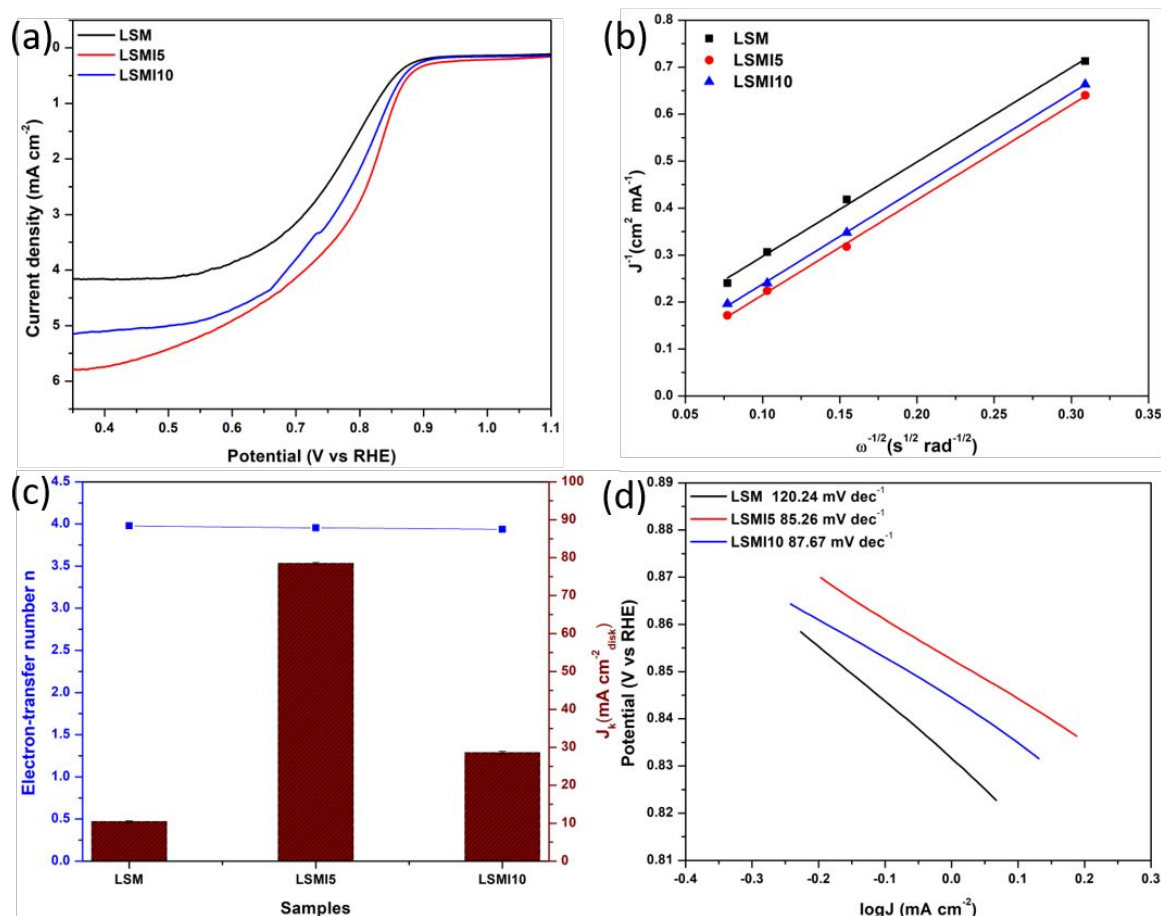 (a)
LSM
LSMI5
LSMI10
0
1
2
3
4
5
6
Current density (mA cm⁻²)
0.4 0.5 0.6 0.7 0.8 0.9 1.0 1.1
Potential (V vs RHE)
(b)
LSM
LSMI5
LSMI10
0.7
0.6
0.5
0.4
0.3
0.2
0.1
0.0
J⁻¹(cm² mA⁻¹)
0.05 0.10 0.15 0.20 0.25 0.30 0.35
ω⁻¹/²(s¹/² rad⁻¹/²)
(c)
4.5
4.0
3.5
3.0
2.5
2.0
1.5
1.0
0.5
0.0
Electron-transfer number n
100
90
80
70
60
50
40
30
20
10
0
Jₖ(mA cm⁻²disk)
LSM LSMI5 LSMI10
Samples
(d)
LSM 120.24 mV dec⁻¹
LSMI5 85.26 mV dec⁻¹
LSMI10 87.67 mV dec⁻¹
0.89
0.88
0.87
0.86
0.85
0.84
0.83
0.82
0.81
Potential (V vs RHE)
-0.4 -0.3 -0.2 -0.1 0.0 0.1 0.2 0.3
logJ (mA cm⁻²)